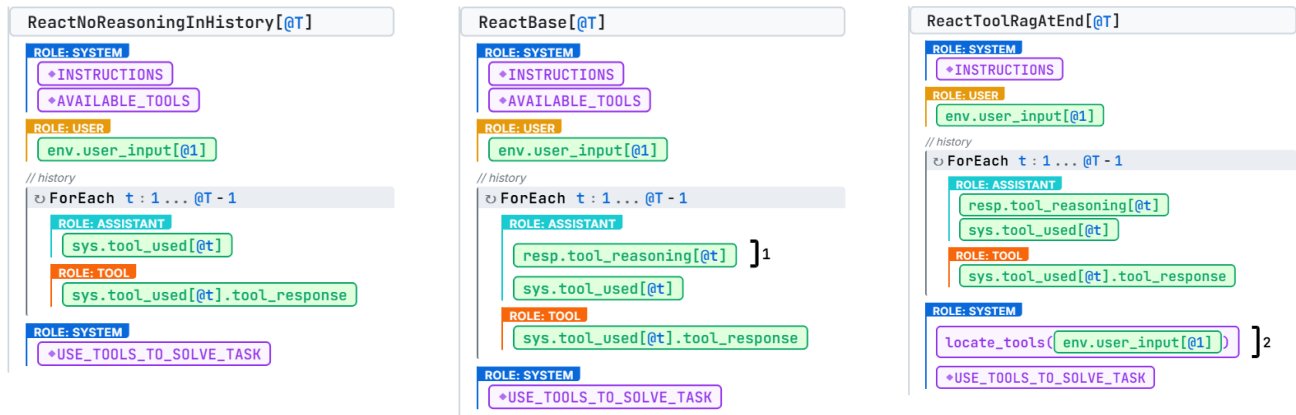 ReactNoReasoningInHistory[@T]
ROLE: SYSTEM
◆INSTRUCTIONS
◆AVAILABLE_TOOLS
ROLE: USER
env.user_input[@1]
// history
↻ ForEach t : 1 ... @T - 1
ROLE: ASSISTANT
sys.tool_used[@t]
ROLE: TOOL
sys.tool_used[@t].tool_response
ROLE: SYSTEM
◆USE_TOOLS_TO_SOLVE_TASK
ReactBase[@T]
ROLE: SYSTEM
◆INSTRUCTIONS
◆AVAILABLE_TOOLS
ROLE: USER
env.user_input[@1]
// history
↻ ForEach t : 1 ... @T - 1
ROLE: ASSISTANT
resp.tool_reasoning[@t] ]1
sys.tool_used[@t]
ROLE: TOOL
sys.tool_used[@t].tool_response
ROLE: SYSTEM
◆USE_TOOLS_TO_SOLVE_TASK
ReactToolRagAtEnd[@T]
ROLE: SYSTEM
◆INSTRUCTIONS
ROLE: USER
env.user_input[@1]
// history
↻ ForEach t : 1 ... @T - 1
ROLE: ASSISTANT
resp.tool_reasoning[@t]
sys.tool_used[@t]
ROLE: TOOL
sys.tool_used[@t].tool_response
ROLE: SYSTEM
locate_tools(env.user_input[@1]) ]2
◆USE_TOOLS_TO_SOLVE_TASK